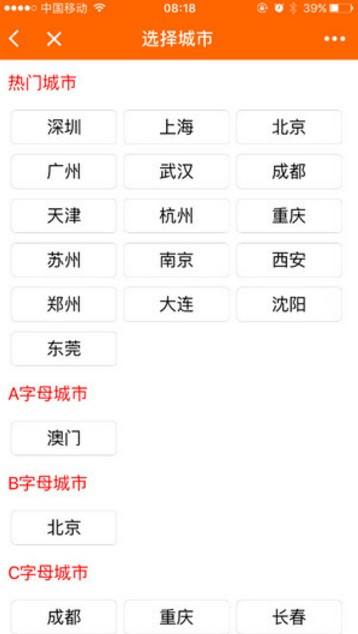 中国移动 08:18 39%
选择城市
热门城市
深圳 上海 北京
广州 武汉 成都
天津 杭州 重庆
苏州 南京 西安
郑州 大连 沈阳
东莞
A字母城市
澳门
B字母城市
北京
C字母城市
成都 重庆 长春